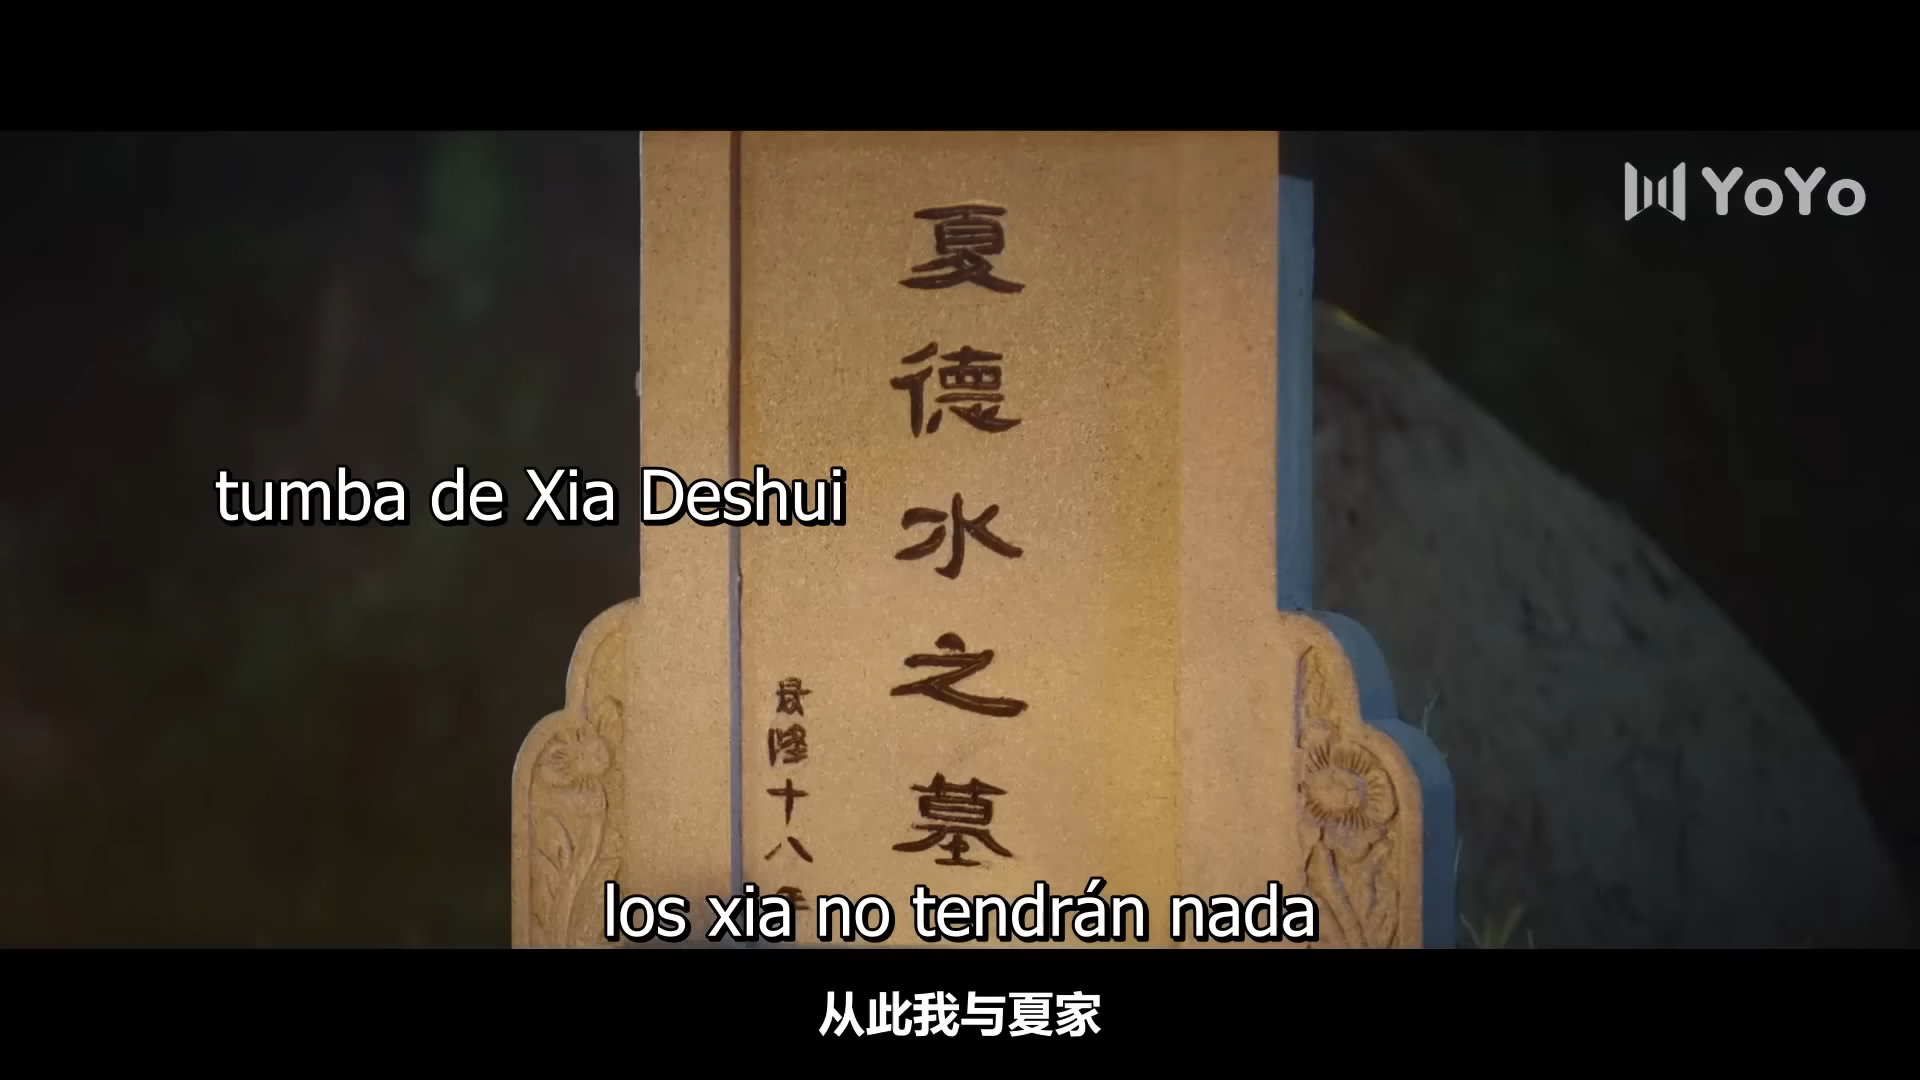 YoYo
夏德水之墓
tumba de Xia Deshui
隆十八年
los xia no tendrán nada
从此我与夏家